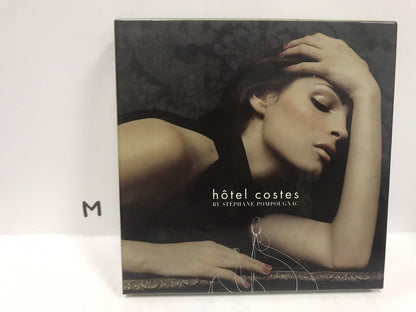 hôtel costes
BY STÉPHANE POMPOUGNAC
M